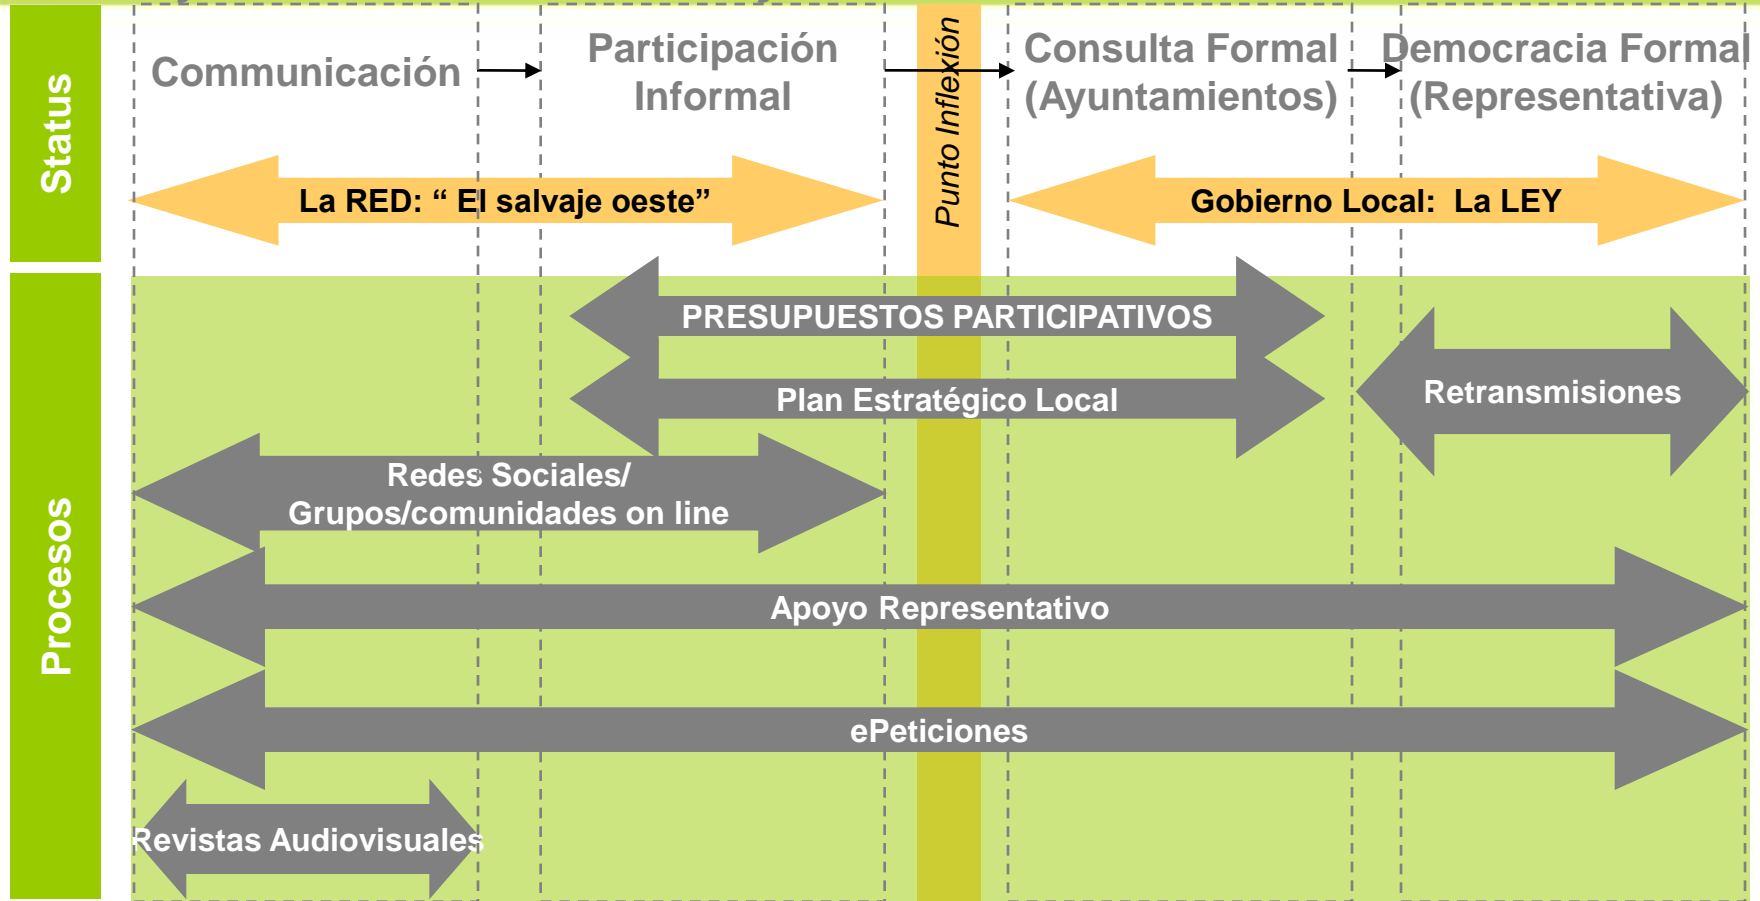 Status
Communicación
Participación
Informal
Punto Inflexión
Consulta Formal
(Ayuntamientos)
Democracia Formal
(Representativa)
La RED: “ El salvaje oeste”
Gobierno Local: La LEY
Procesos
PRESUPUESTOS PARTICIPATIVOS
Plan Estratégico Local
Retransmisiones
Redes Sociales/
Grupos/comunidades on line
Apoyo Representativo
ePeticiones
Revistas Audiovisuales